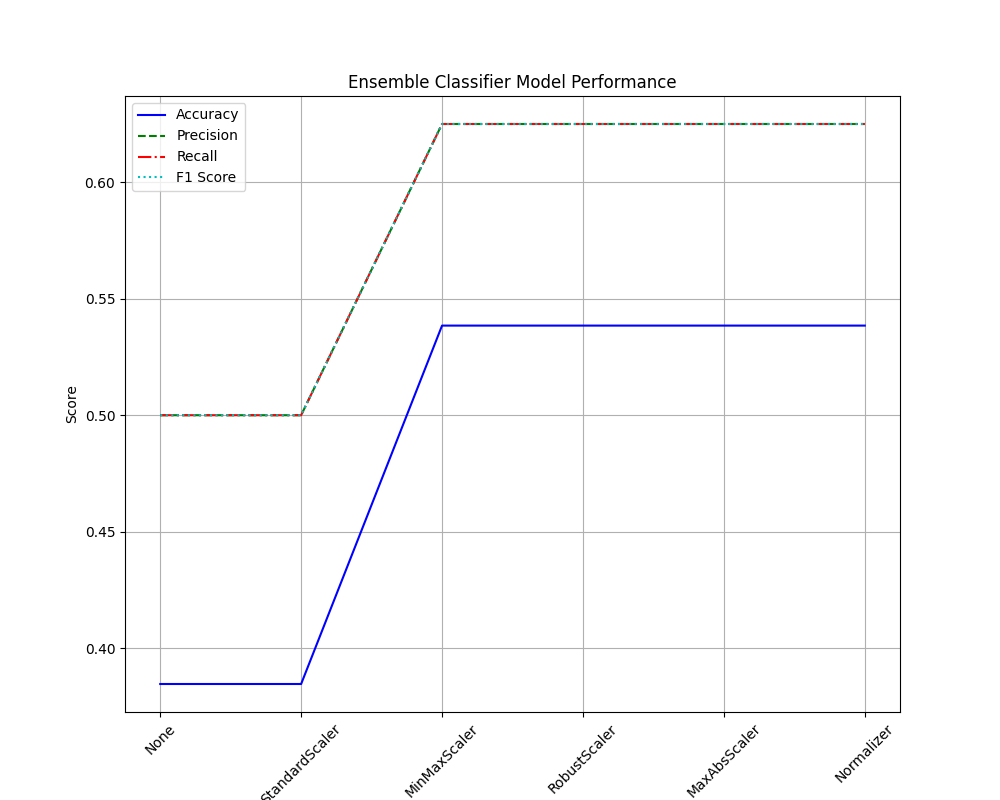 Ensemble Classifier Model Performance
Accuracy
Precision
Recall
F1 Score
0.60
0.55
0.50
0.45
0.40
Score
None
StandardScaler
MinMaxScaler
RobustScaler
MaxAbsScaler
Normalizer